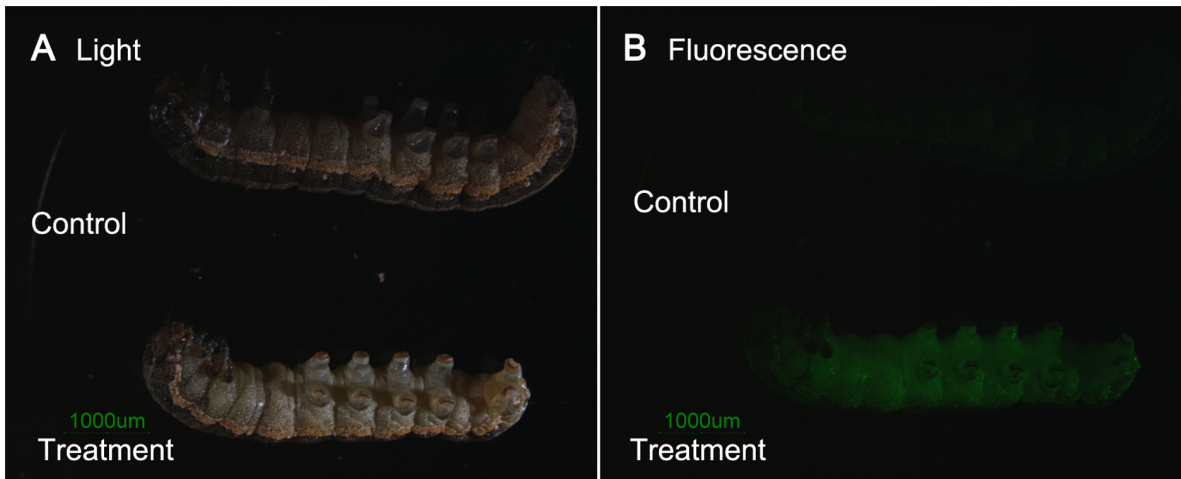 A Light
Control
1000um
Treatment
B Fluorescence
Control
1000um
Treatment